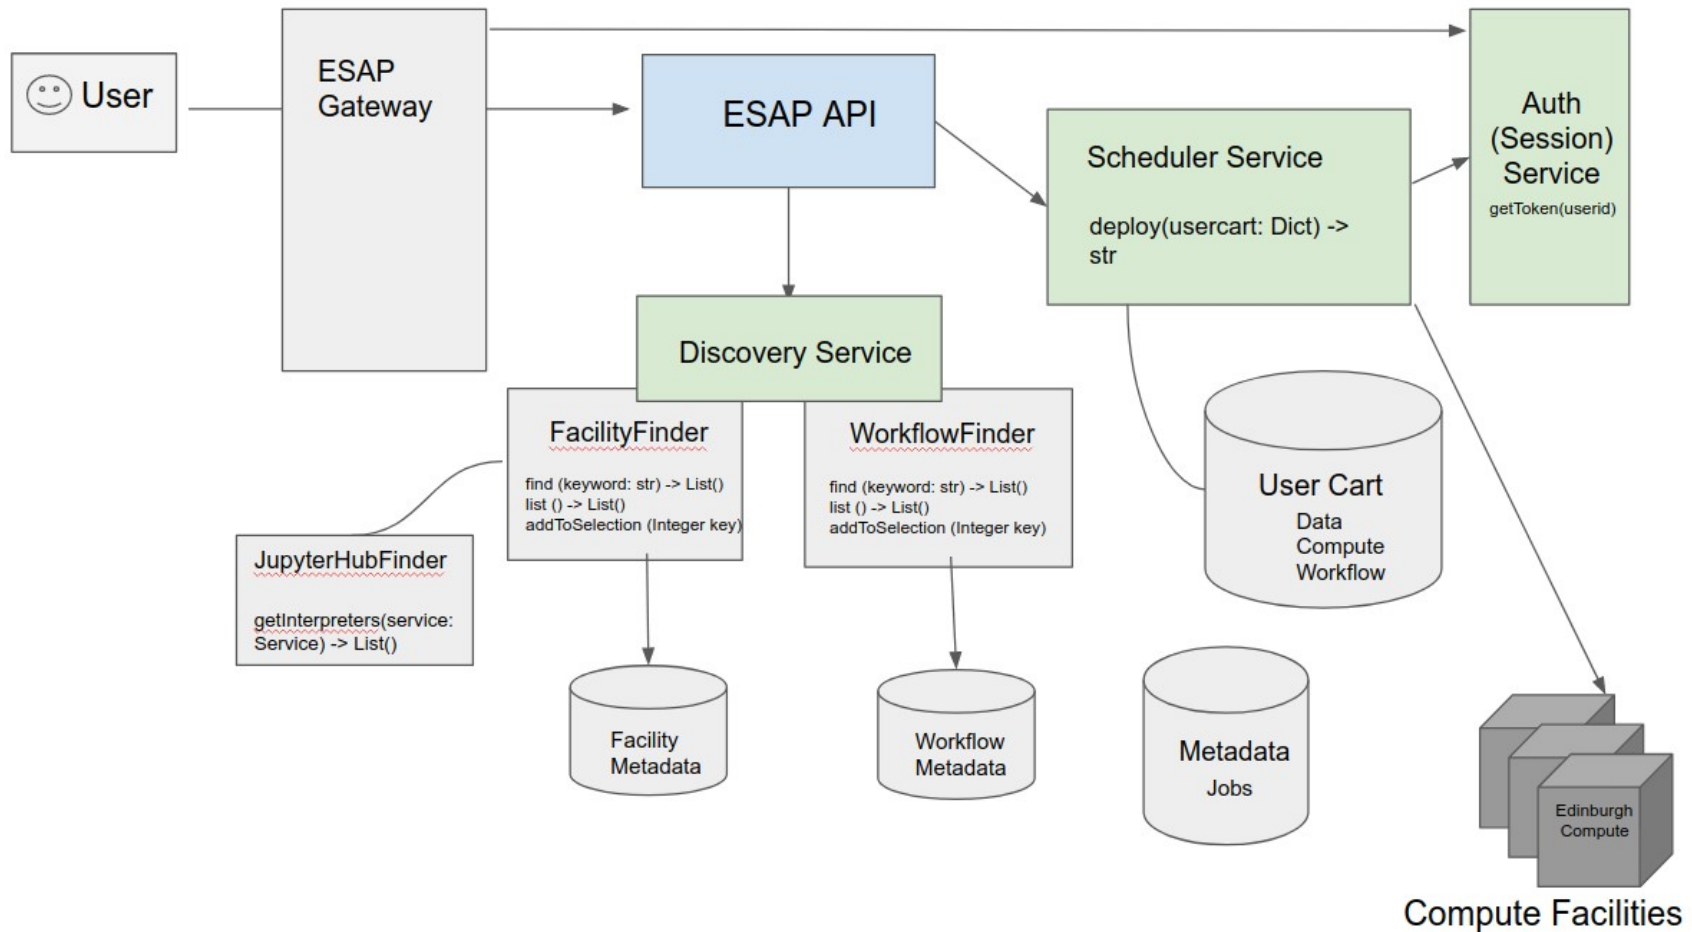 User
ESAP
Gateway
ESAP API
Scheduler Service
deploy(usercart: Dict) ->
str
Auth
(Session)
Service
getToken(userid)
Discovery Service
FacilityFinder
find (keyword: str) -> List()
list () -> List()
addToSelection (Integer key)
WorkflowFinder
find (keyword: str) -> List()
list () -> List()
addToSelection (Integer key)
JupyterHubFinder
getInterpreters(service:
Service) -> List()
User Cart
Data
Compute
Workflow
Facility
Metadata
Workflow
Metadata
Metadata
Jobs
Edinburgh
Compute
Compute Facilities